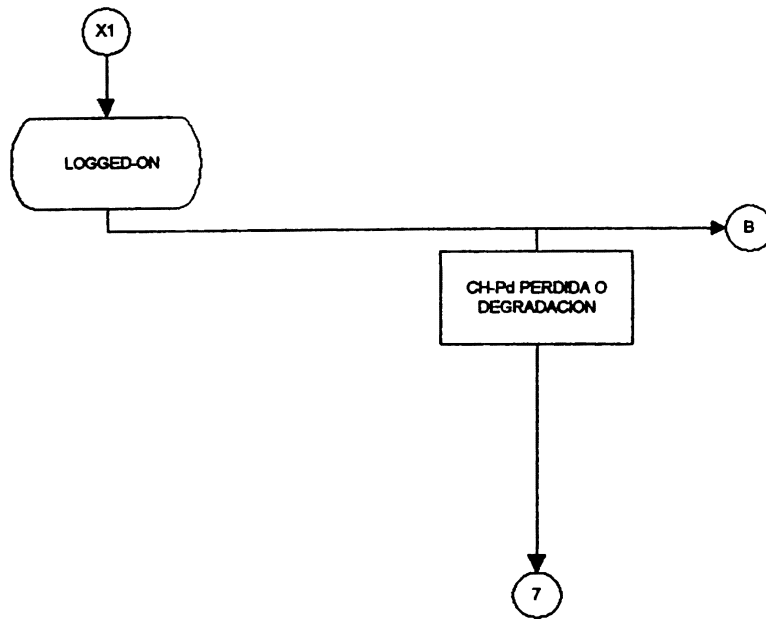 X1
LOGGED-ON
B
CH-Pd PERDIDA O
DEGRADACION
7